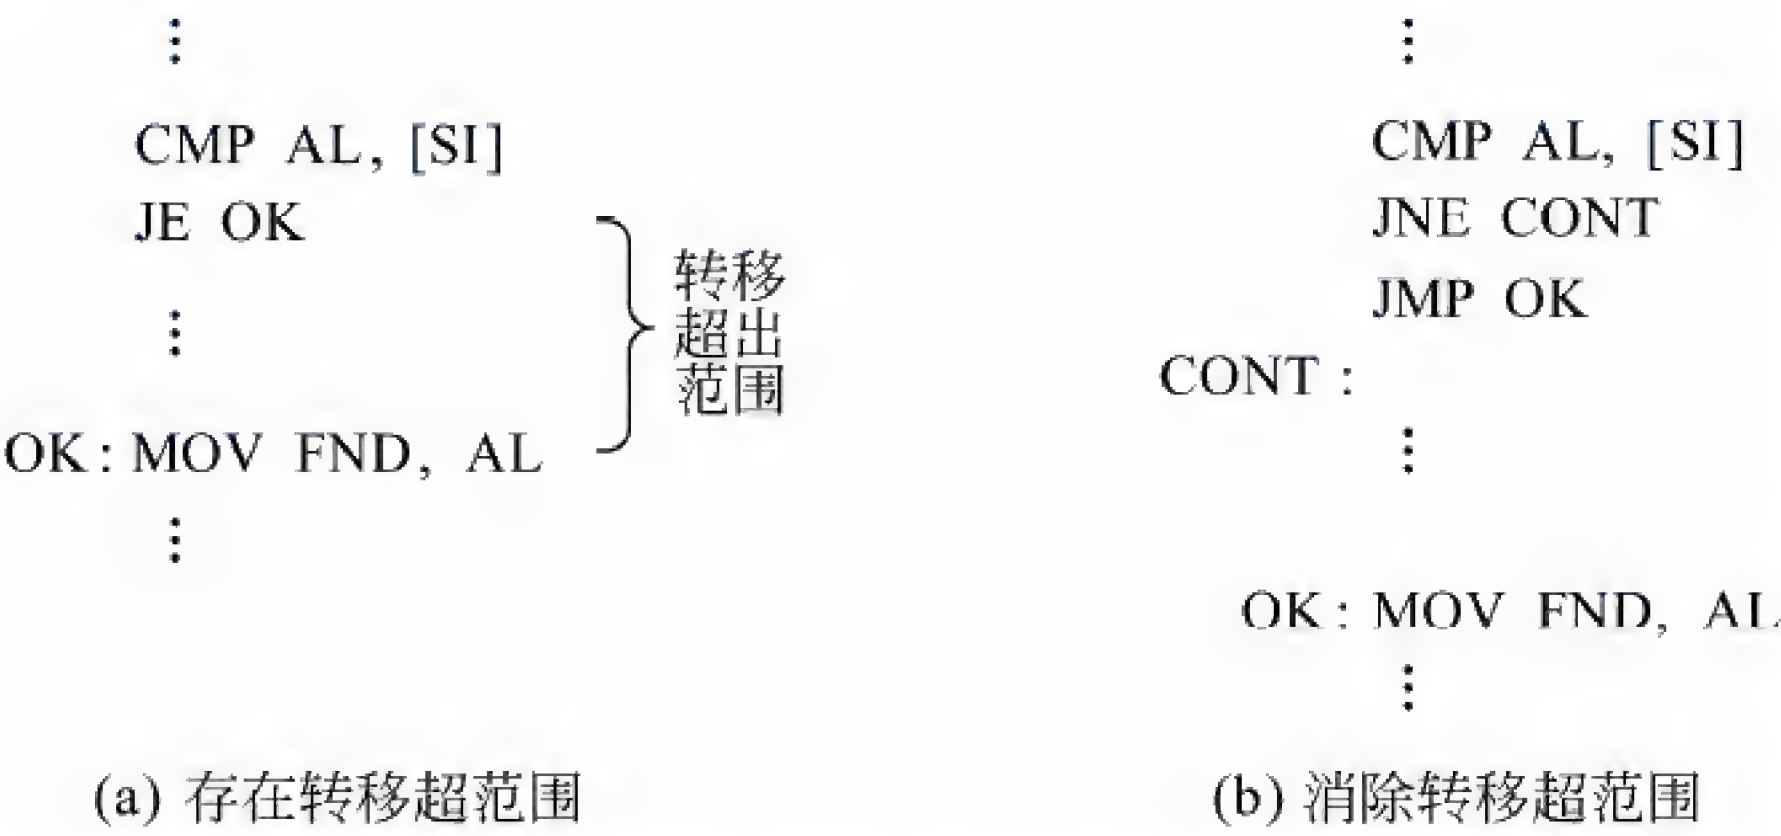 ⋮
CMP AL, [SI]
JE OK
⋮
OK: MOV FND, AL
⋮
转移
超出
范围
(a) 存在转移超范围
⋮
CMP AL, [SI]
JNE CONT
JMP OK
CONT :
⋮
OK: MOV FND, AL
⋮
(b) 消除转移超范围